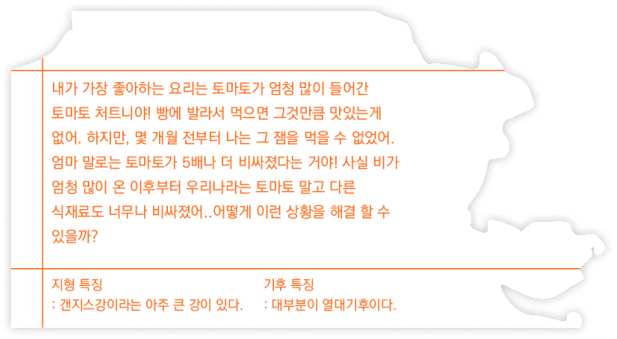 내가 가장 좋아하는 요리는 토마토가 엄청 많이 들어간
토마토 처트니야! 빵에 발라서 먹으면 그것만큼 맛있는게
없어. 하지만, 몇 개월 전부터 나는 그 잼을 먹을 수 없었어.
엄마 말로는 토마토가 5배나 더 비싸졌다는 거야! 사실 비가
엄청 많이 온 이후부터 우리나라는 토마토 말고 다른
식재료도 너무나 비싸졌어..어떻게 이런 상황을 해결 할 수
있을까?
지형 특징
: 갠지스강이라는 아주 큰 강이 있다.
기후 특징
: 대부분이 열대기후이다.